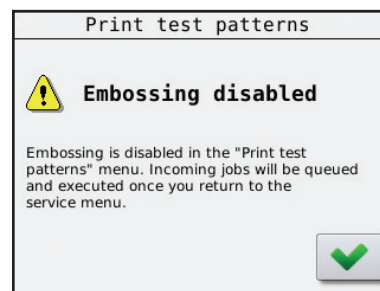 Print test patterns
Embossing disabled
Embossing is disabled in the "Print test
patterns" menu. Incoming jobs will be queued
and executed once you return to the
service menu.